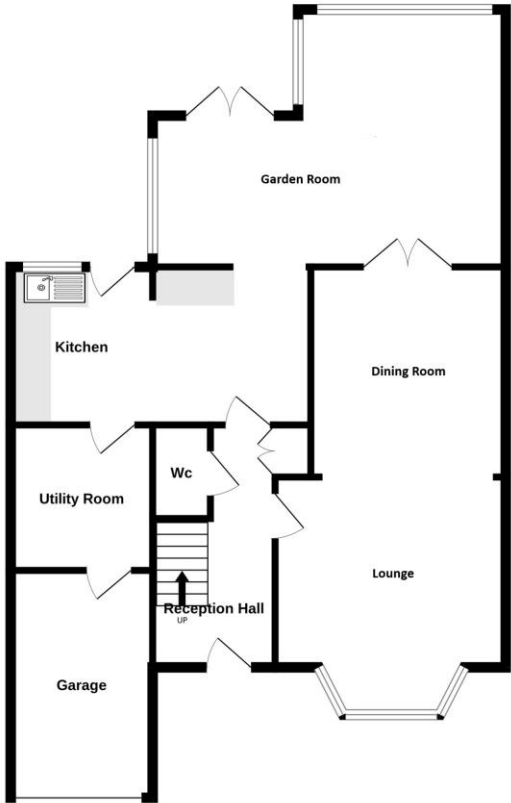 Garden Room
Kitchen
Dining Room
Wc
Utility Room
Lounge
Reception Hall
UP
Garage